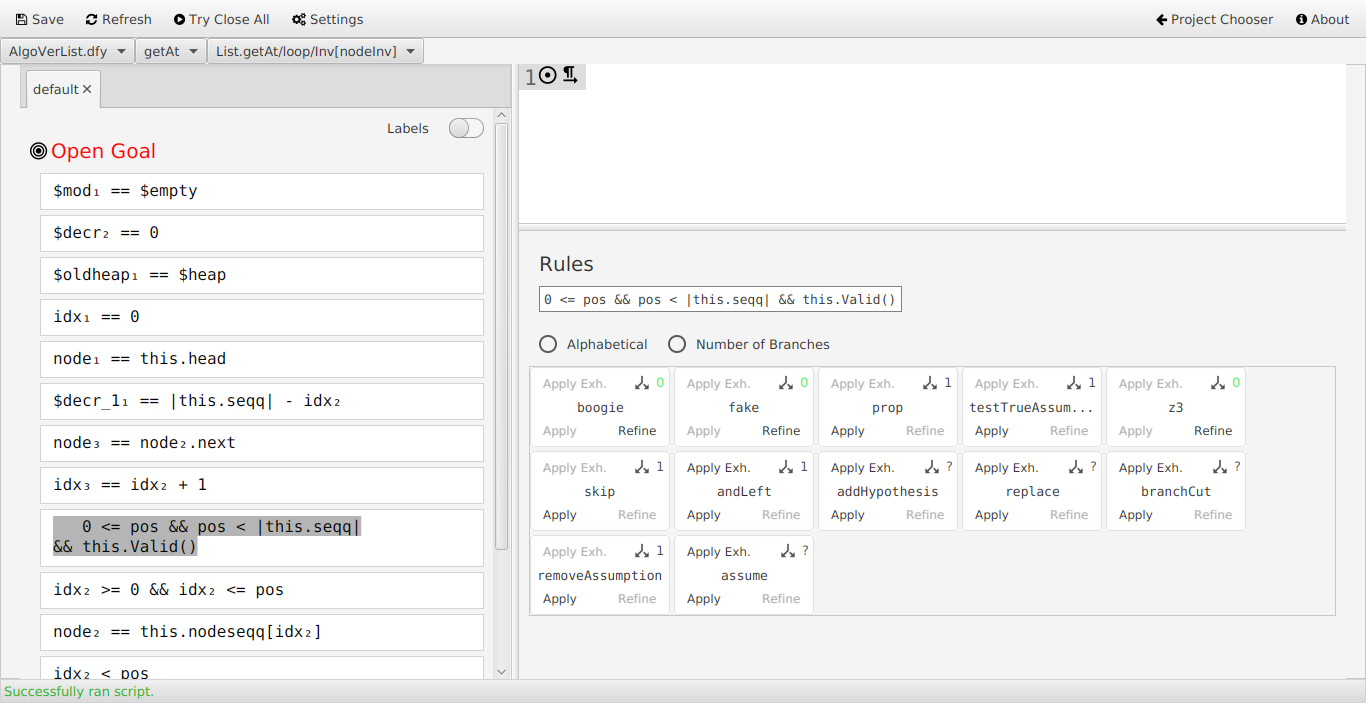 Save Refresh Try Close All Settings Project Chooser About
AlgoVerList.dfy getAt List.getAt/loop/Inv[nodeInv]
default
Labels
Open Goal
$mod₁ == $empty
$decr₂ == 0
$oldheap₁ == $heap
idx₁ == 0
node₁ == this.head
$decr_1₁ == |this.seqq| - idx₂
node₃ == node₂.next
idx₃ == idx₂ + 1
0 <= pos && pos < |this.seqq|
&& this.Valid()
idx₂ >= 0 && idx₂ <= pos
node₂ == this.nodeseqq[idx₂]
idx₂ < pos
1
Rules
0 <= pos && pos < |this.seqq| && this.Valid()
Alphabetical Number of Branches
Apply Exh. 0 Apply Exh. 0 Apply Exh. 1 Apply Exh. 1 Apply Exh. 0
boogie fake prop testTrueAssum... z3
Apply Refine Apply Refine Apply Refine Apply Refine Apply Refine
Apply Exh. 1 Apply Exh. 1 Apply Exh. ? Apply Exh. ? Apply Exh. ?
skip andLeft addHypothesis replace branchCut
Apply Refine Apply Refine Apply Refine Apply Refine Apply Refine
Apply Exh. 1 Apply Exh. ?
removeAssumption assume
Apply Refine Apply Refine
Successfully ran script.